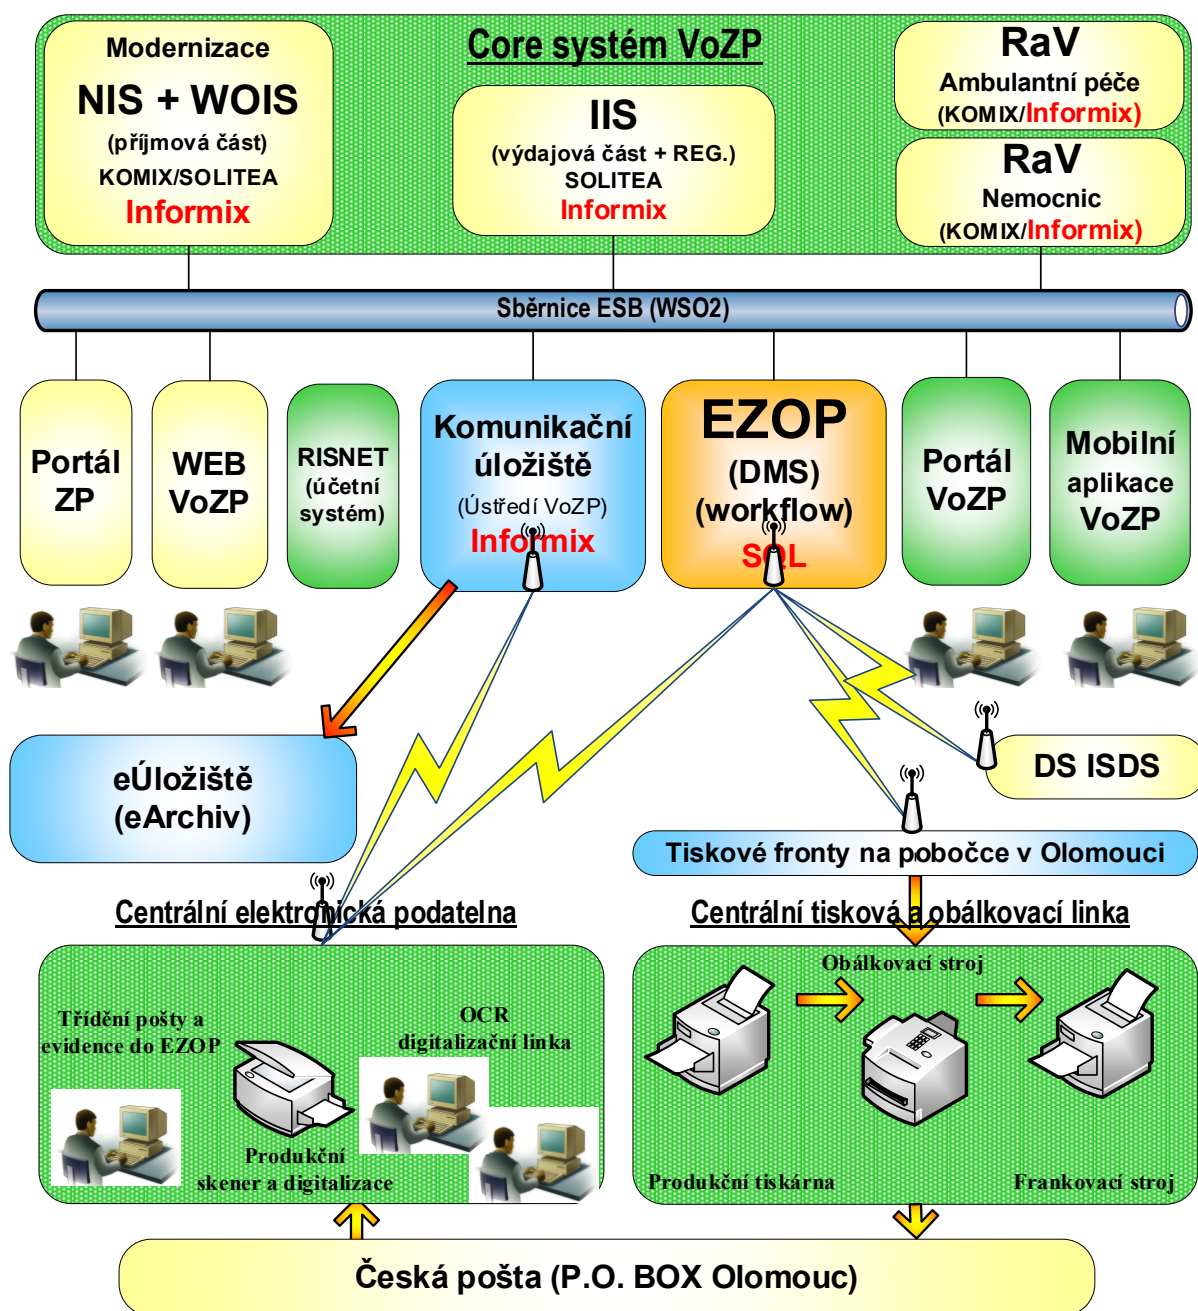 Core systém VoZP
Modernizace
NIS + WOIS
(příjmová část)
KOMIX/SOLITEA
Informix
IIS
(výdajová část + REG.)
SOLITEA
Informix
RaV
Ambulantní péče
(KOMIX/Informix)
RaV
Nemocnic
(KOMIX/Informix)
Sběrnice ESB (WSO2)
Portál
ZP
WEB
VoZP
RISNET
(účetní
systém)
Komunikační
úložiště
(Ústředí VoZP)
Informix
EZOP
(DMS)
(workflow)
SQL
Portál
VoZP
Mobilní
aplikace
VoZP
eÚložiště
(eArchiv)
DS ISDS
Tiskové fronty na pobočce v Olomouci
Centrální elektronická podatelna
Centrální tisková a obálkovací linka
Třídění pošty a
evidence do EZOP
OCR
digitalizační linka
Produkční
skener a digitalizace
Obálkovací stroj
Produkční tiskárna
Frankovací stroj
Česká pošta (P.O. BOX Olomouc)